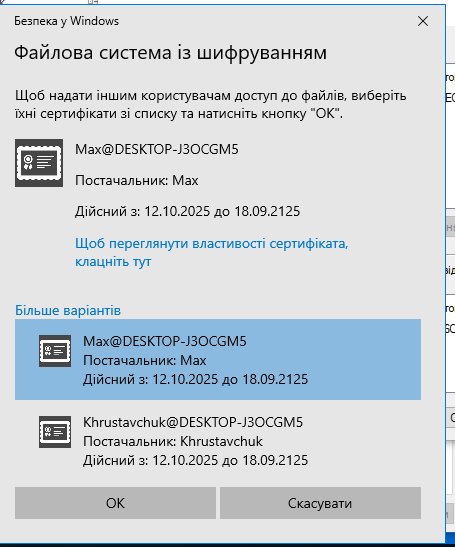 Безпека у Windows
Файлова система із шифруванням
Щоб надати іншим користувачам доступ до файлів, виберіть
їхні сертифікати зі списку та натисніть кнопку "OK".
Max@DESKTOP-J3OCGM5
Постачальник: Max
Дійсний з: 12.10.2025 до 18.09.2125
Щоб переглянути властивості сертифіката,
клацніть тут
Більше варіантів
Max@DESKTOP-J3OCGM5
Постачальник: Max
Дійсний з: 12.10.2025 до 18.09.2125
Khrustavchuk@DESKTOP-J3OCGM5
Постачальник: Khrustavchuk
Дійсний з: 12.10.2025 до 18.09.2125
OK
Скасувати